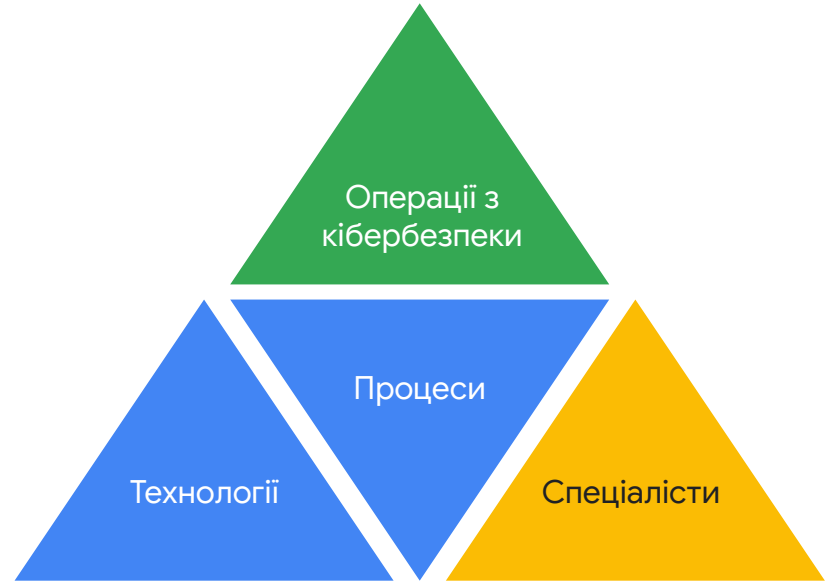 Операції з
кібербезпеки
Процеси
Технології
Спеціалісти